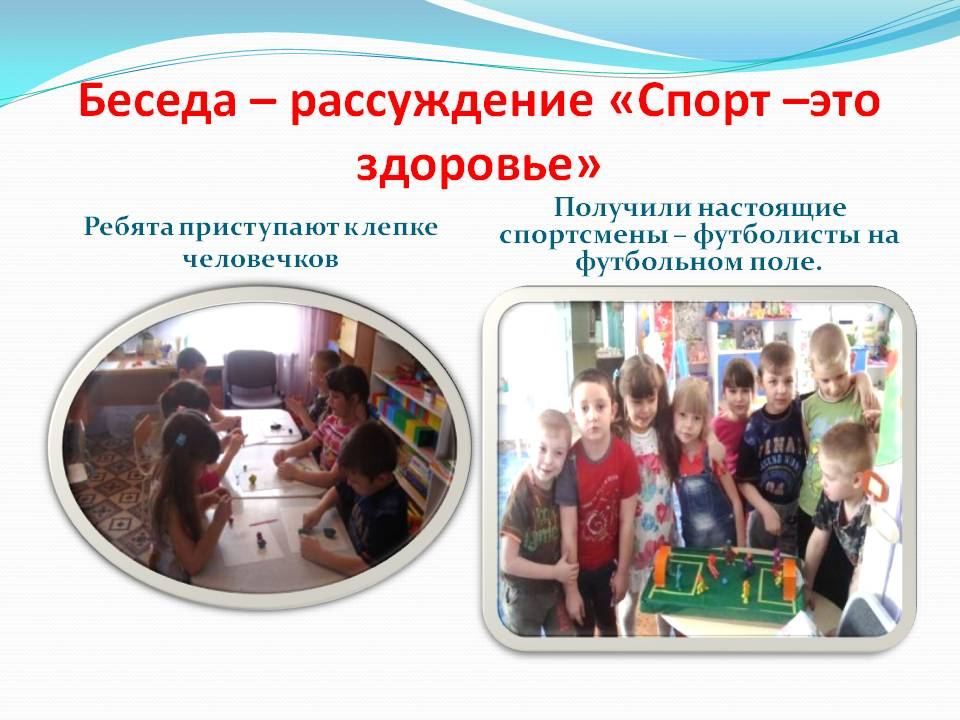 Беседа – рассуждение «Спорт –это
здоровье»
Ребята приступают к лепке
человечков
Получили настоящие
спортсмены – футболисты на
футбольном поле.